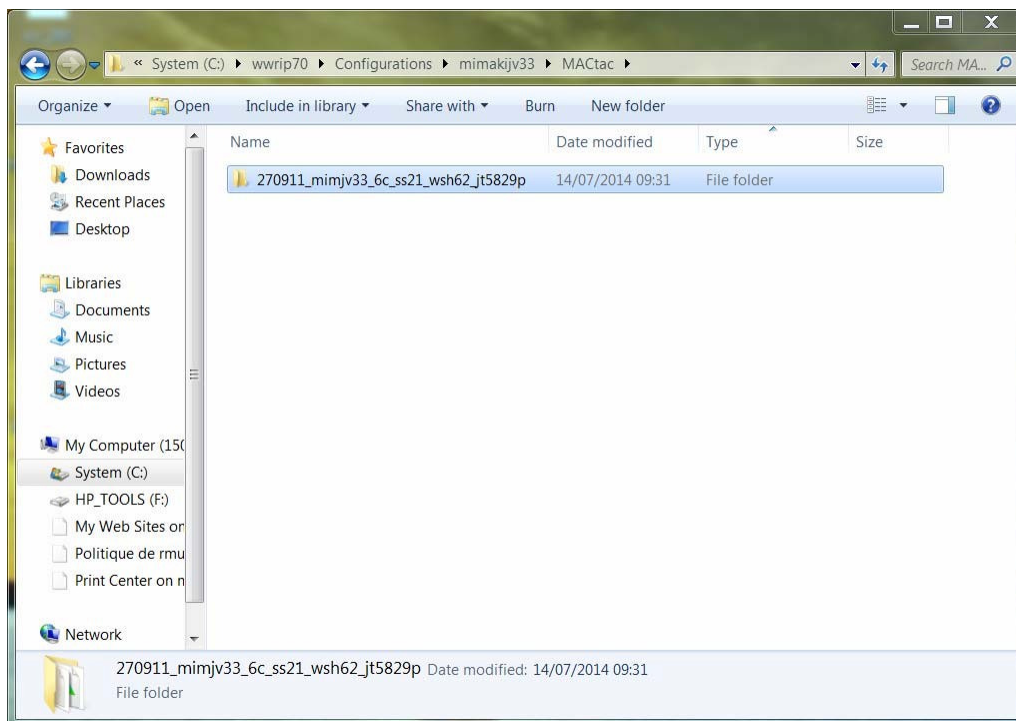 « System (C:) ▸ wwrip70 ▸ Configurations ▸ mimakijv33 ▸ MACtac ▸ Search MA...
Organize Open Include in library Share with Burn New folder
Name Date modified Type Size
270911_mimjv33_6c_ss21_wsh62_jt5829p 14/07/2014 09:31 File folder
Favorites
Downloads
Recent Places
Desktop
Libraries
Documents
Music
Pictures
Videos
My Computer (150
System (C:)
HP_TOOLS (F:)
My Web Sites on
Politique de rmu
Print Center on m
Network
270911_mimjv33_6c_ss21_wsh62_jt5829p Date modified: 14/07/2014 09:31
File folder